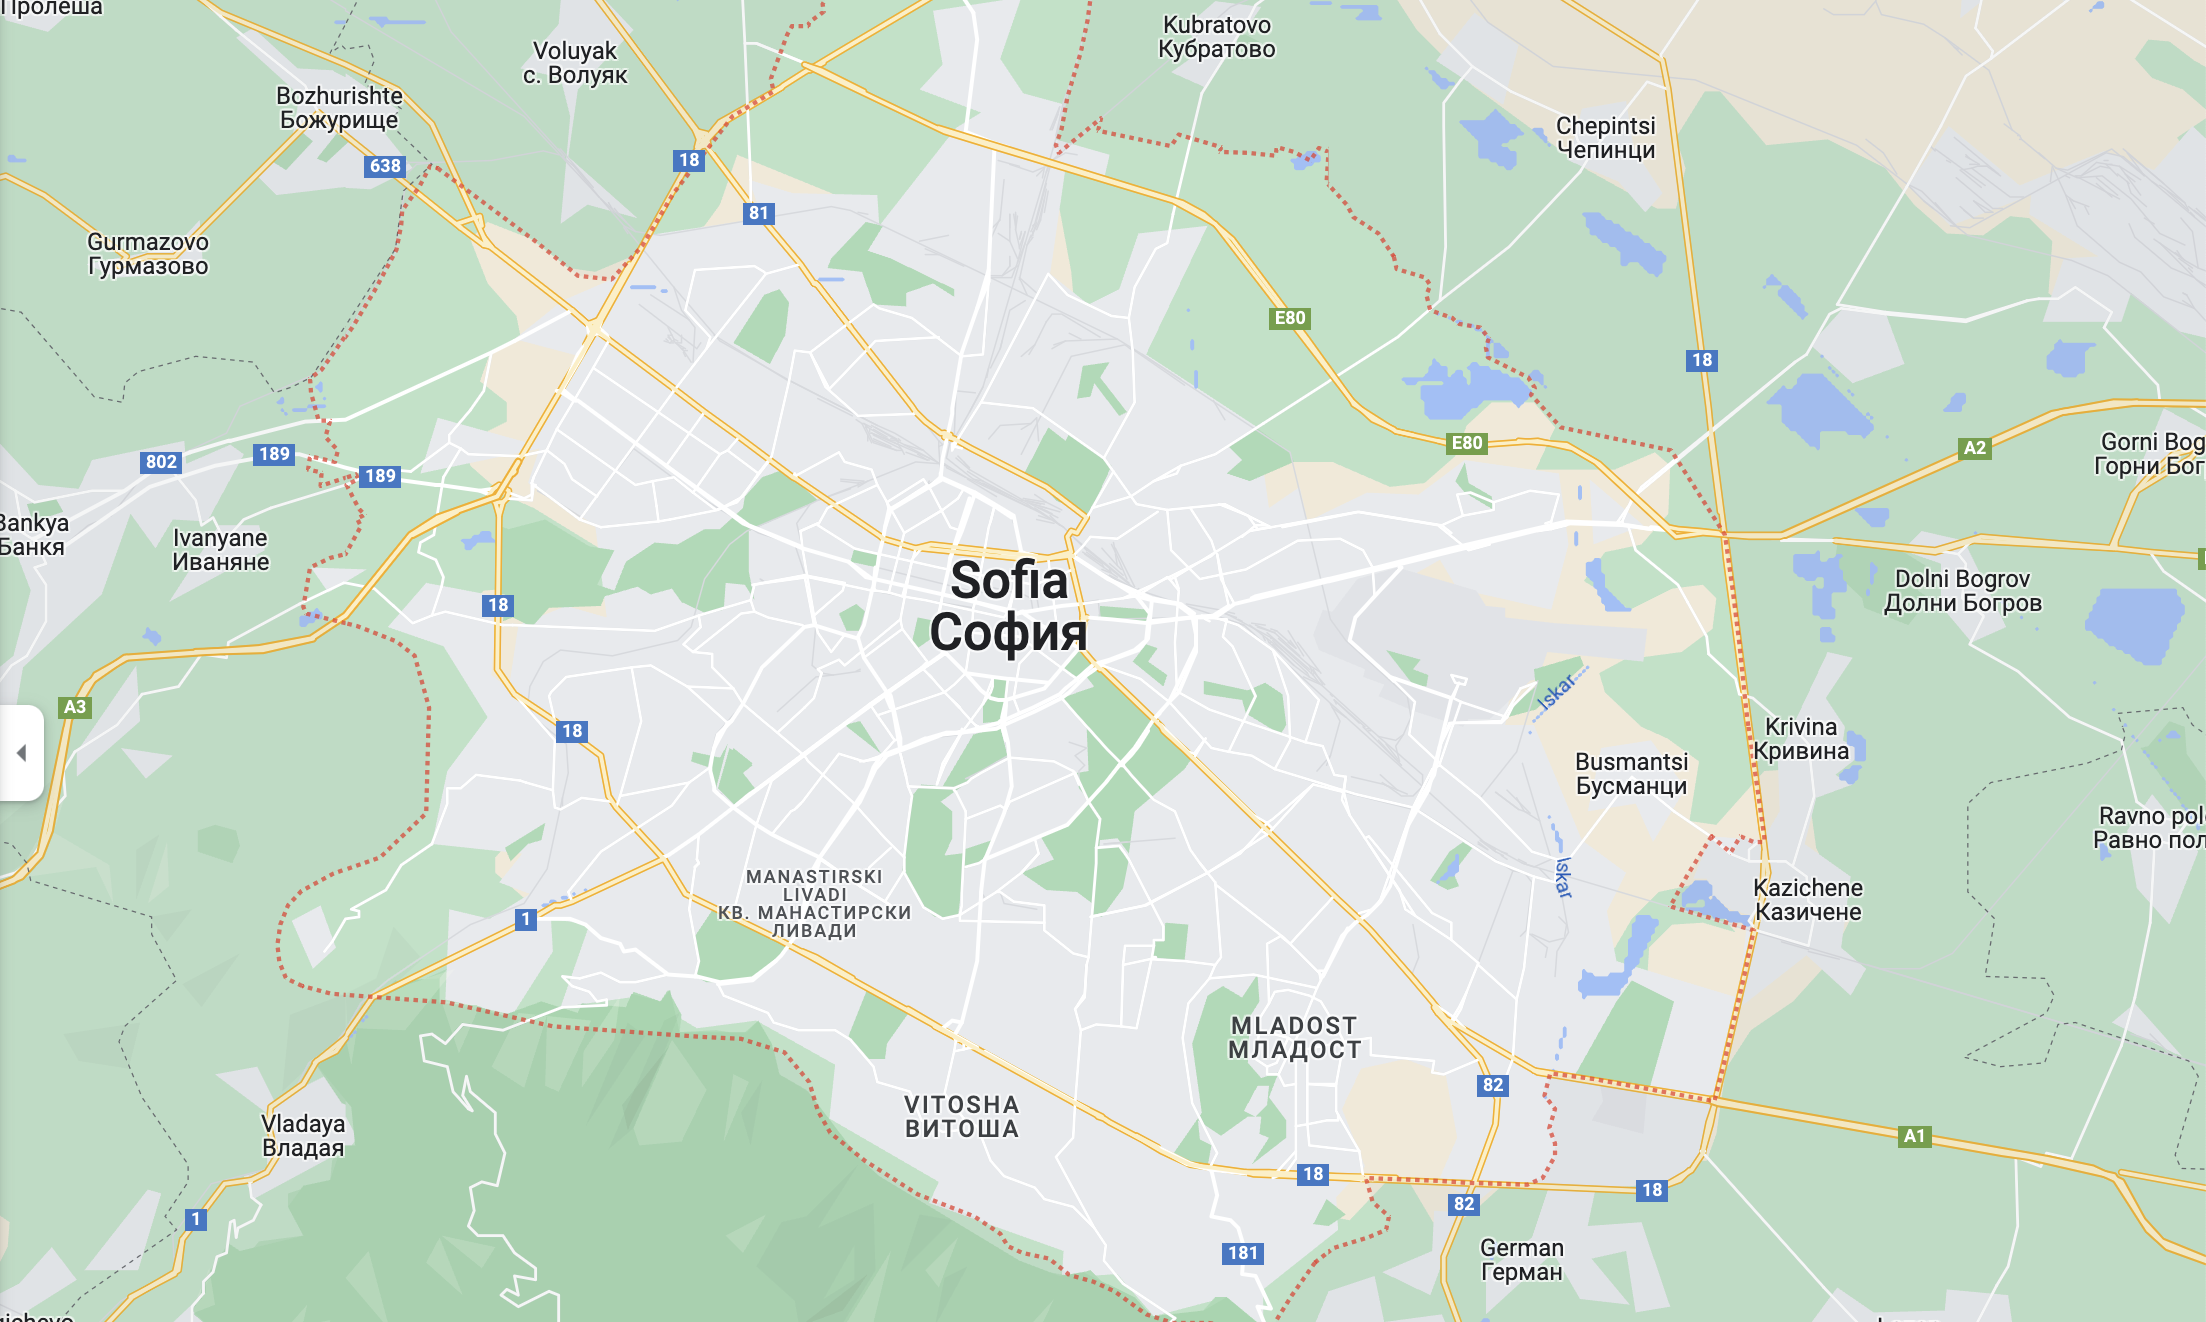 Пролеша
Kubratovo
Кубратово
Voluyak
с. Волуяк
Bozhurishte
Божурище
Chepintsi
Чепинци
638
18
81
Gurmazovo
Гурмазово
E80
18
E80
A2
Gorni Bog
Горни Бог
802
189
189
Bankya
Банкя
Ivanyane
Иваняне
Sofia
София
Dolni Bogrov
Долни Богров
18
Iskar
A3
18
Krivina
Кривина
Busmantsi
Бусманци
Ravno pol
Равно пол
Iskar
MANASTIRSKI
LIVADI
КВ. МАНАСТИРСКИ
ЛИВАДИ
Kazichene
Казичене
1
MLADOST
МЛАДОСТ
82
VITOSHA
ВИТОША
Vladaya
Владая
A1
18
18
82
1
181
German
Герман